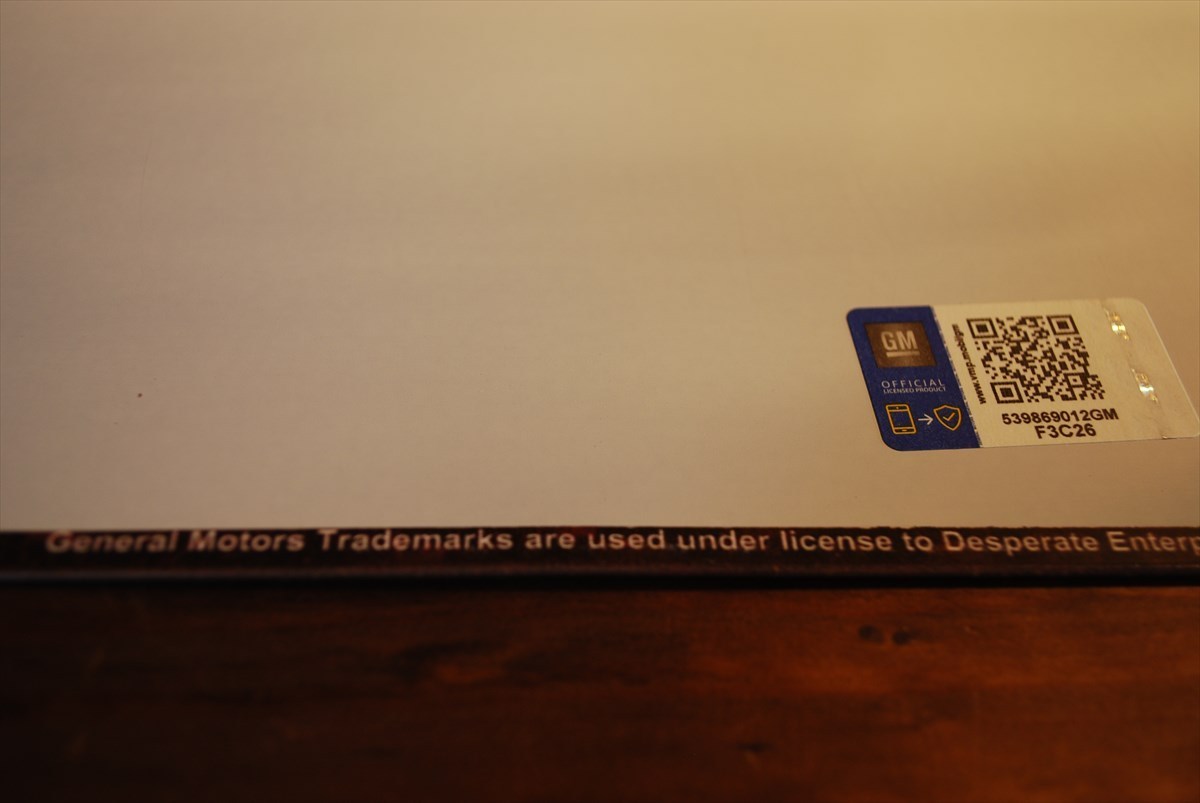 GM
OFFICIAL
LICENSED PRODUCT
539869012GM
F3C26
General Motors Trademarks are used under license to Desperate Enterp